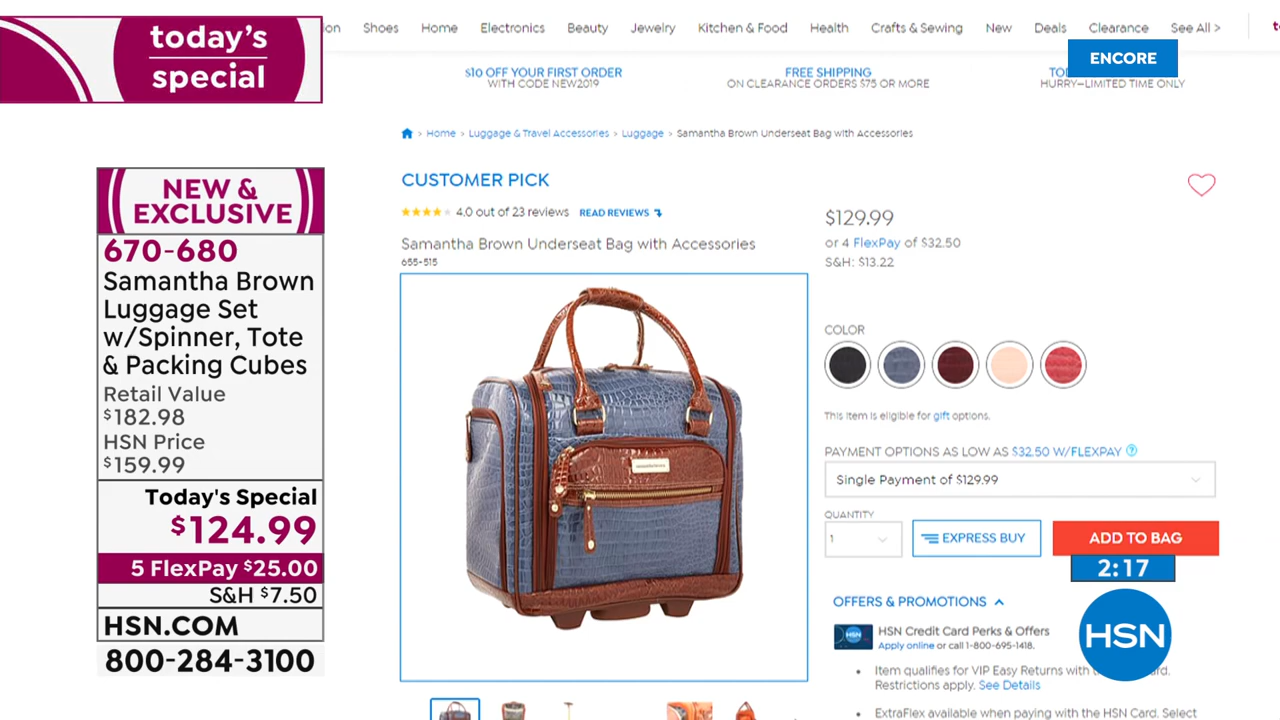 today's
special
Shoes Home Electronics Beauty Jewelry Kitchen & Food Health Crafts & Sewing New Deals Clearance See All >
ENCORE
$10 OFF YOUR FIRST ORDER
WITH CODE NEW2019
FREE SHIPPING
ON CLEARANCE ORDERS $75 OR MORE
HURRY—LIMITED TIME ONLY
Home > Luggage & Travel Accessories > Luggage > Samantha Brown Underseat Bag with Accessories
NEW &
EXCLUSIVE
670-680
Samantha Brown
Luggage Set
w/Spinner, Tote
& Packing Cubes
Retail Value
$182.98
HSN Price
$159.99
Today's Special
$124.99
5 FlexPay $25.00
S&H $7.50
HSN.COM
800-284-3100
CUSTOMER PICK
4.0 out of 23 reviews READ REVIEWS
Samantha Brown Underseat Bag with Accessories
655-515
$129.99
or 4 FlexPay of $32.50
S&H: $13.22
COLOR
This item is eligible for gift options.
PAYMENT OPTIONS AS LOW AS $32.50 W/FLEXPAY ?
Single Payment of $129.99
QUANTITY
1
EXPRESS BUY
ADD TO BAG
2:17
OFFERS & PROMOTIONS
HSN
HSN Credit Card Perks & Offers
Apply online or call 1-800-695-1418.
HSN
• Item qualifies for VIP Easy Returns with
Restrictions apply. See Details
• ExtraFlex available when paying with the HSN Card. Select